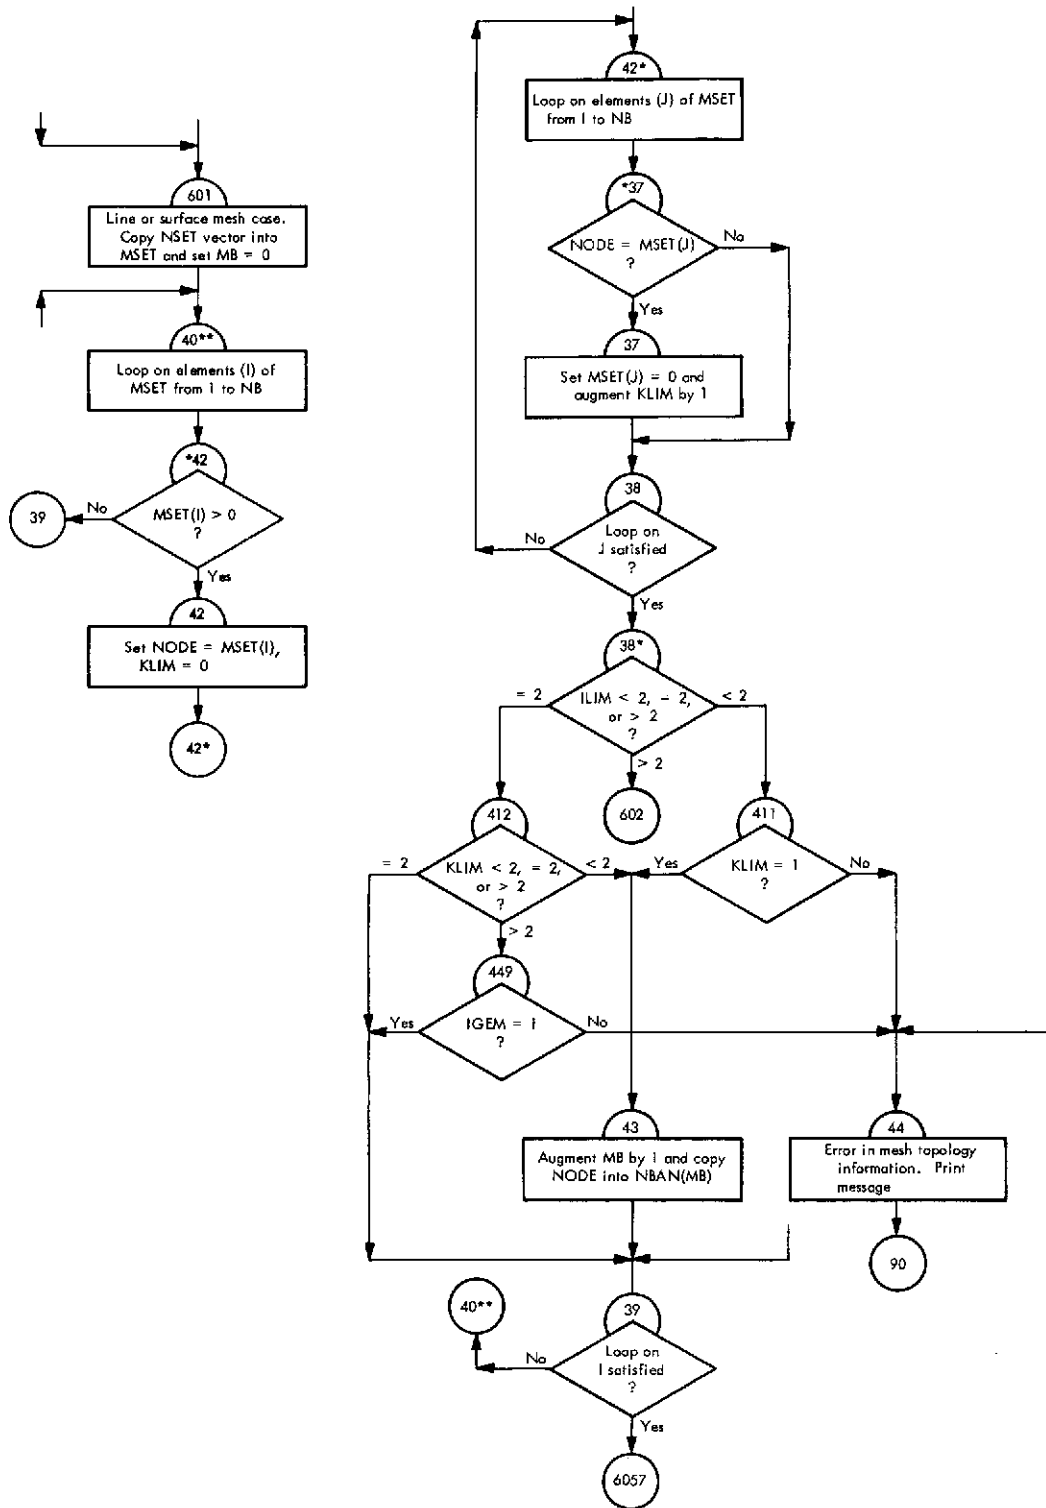 601
Line or surface mesh case.
Copy NSET vector into
MSET and set MB = 0
40**
Loop on elements (I) of
MSET from 1 to NB
*42
MSET(I) > 0
?
No
39
Yes
42
Set NODE = MSET(I),
KLIM = 0
42*
42*
Loop on elements (J) of MSET
from I to NB
*37
NODE = MSET(J)
?
No
Yes
37
Set MSET(J) = 0 and
augment KLIM by 1
38
Loop on
J satisfied
?
No
Yes
38*
ILIM < 2, = 2,
or > 2
?
= 2
< 2
> 2
602
412
KLIM < 2, = 2,
or > 2
?
= 2
< 2
> 2
411
KLIM = 1
?
Yes
No
449
IGEM = 1
?
Yes
No
43
Augment MB by 1 and copy
NODE into NBAN(MB)
44
Error in mesh topology
information. Print
message
90
40**
39
Loop on
I satisfied
?
No
Yes
6057